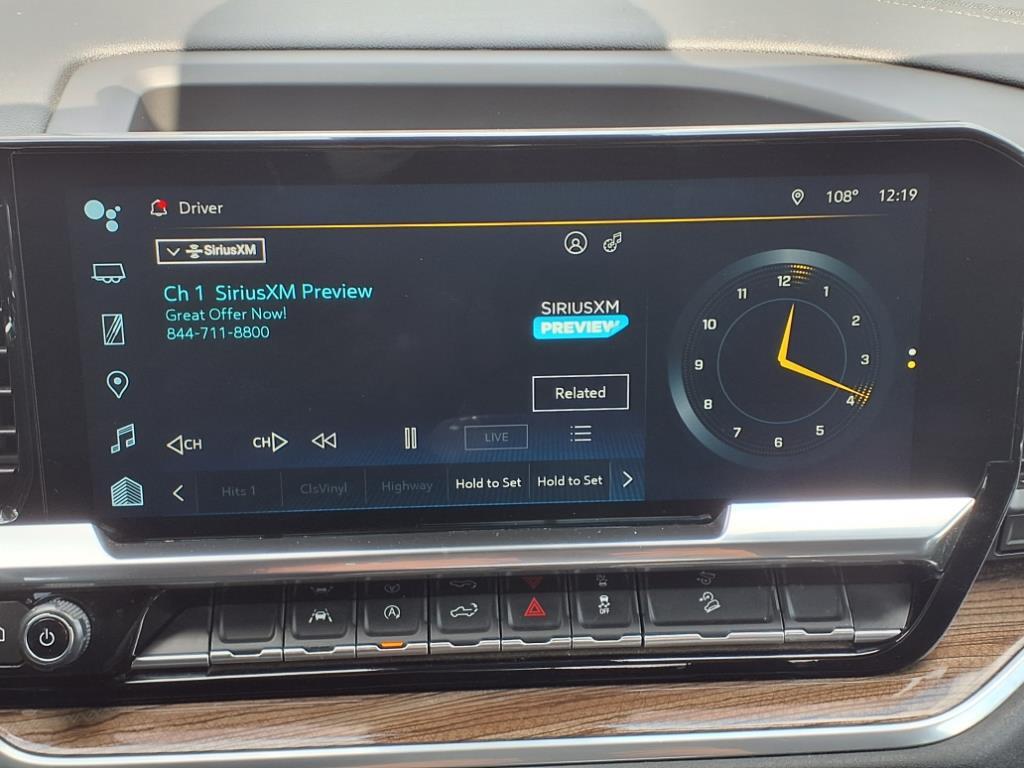 Driver
108° 12:19
SiriusXM
Ch 1 SiriusXM Preview
Great Offer Now!
844-711-8800
SIRIUSXM
PREVIEW
Related
CH CH LIVE
Hits 1 ClsVinyl Highway Hold to Set Hold to Set
12
1
2
3
4
5
6
7
8
9
10
11
A
OFF